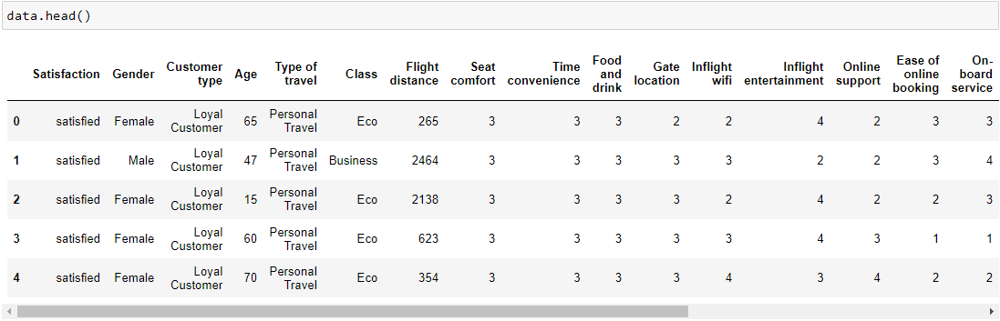 data.head()
Satisfaction Gender Customer type Age Type of travel Class Flight distance Seat comfort Time convenience Food and drink Gate location Inflight wifi Inflight entertainment Online support Ease of online booking On-board service
0 satisfied Female Loyal Customer 65 Personal Travel Eco 265 3 3 3 2 2 4 2 3 3
1 satisfied Male Loyal Customer 47 Personal Travel Business 2464 3 3 3 3 3 2 2 3 4
2 satisfied Female Loyal Customer 15 Personal Travel Eco 2138 3 3 3 3 2 4 2 2 3
3 satisfied Female Loyal Customer 60 Personal Travel Eco 623 3 3 3 3 3 4 3 1 1
4 satisfied Female Loyal Customer 70 Personal Travel Eco 354 3 3 3 3 4 3 4 2 2